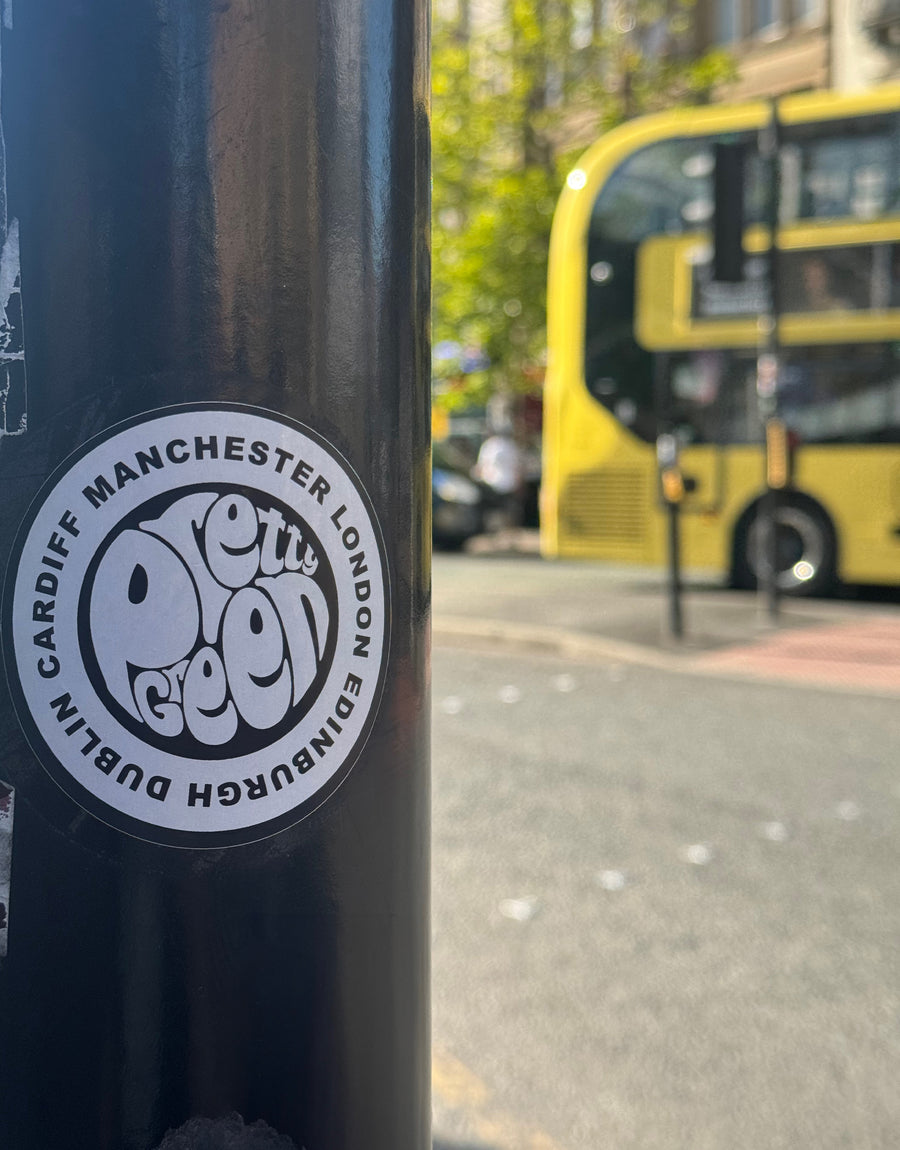 MANCHESTER LONDON EDINBURGH DUBLIN CARDIFF
Pretty
Green